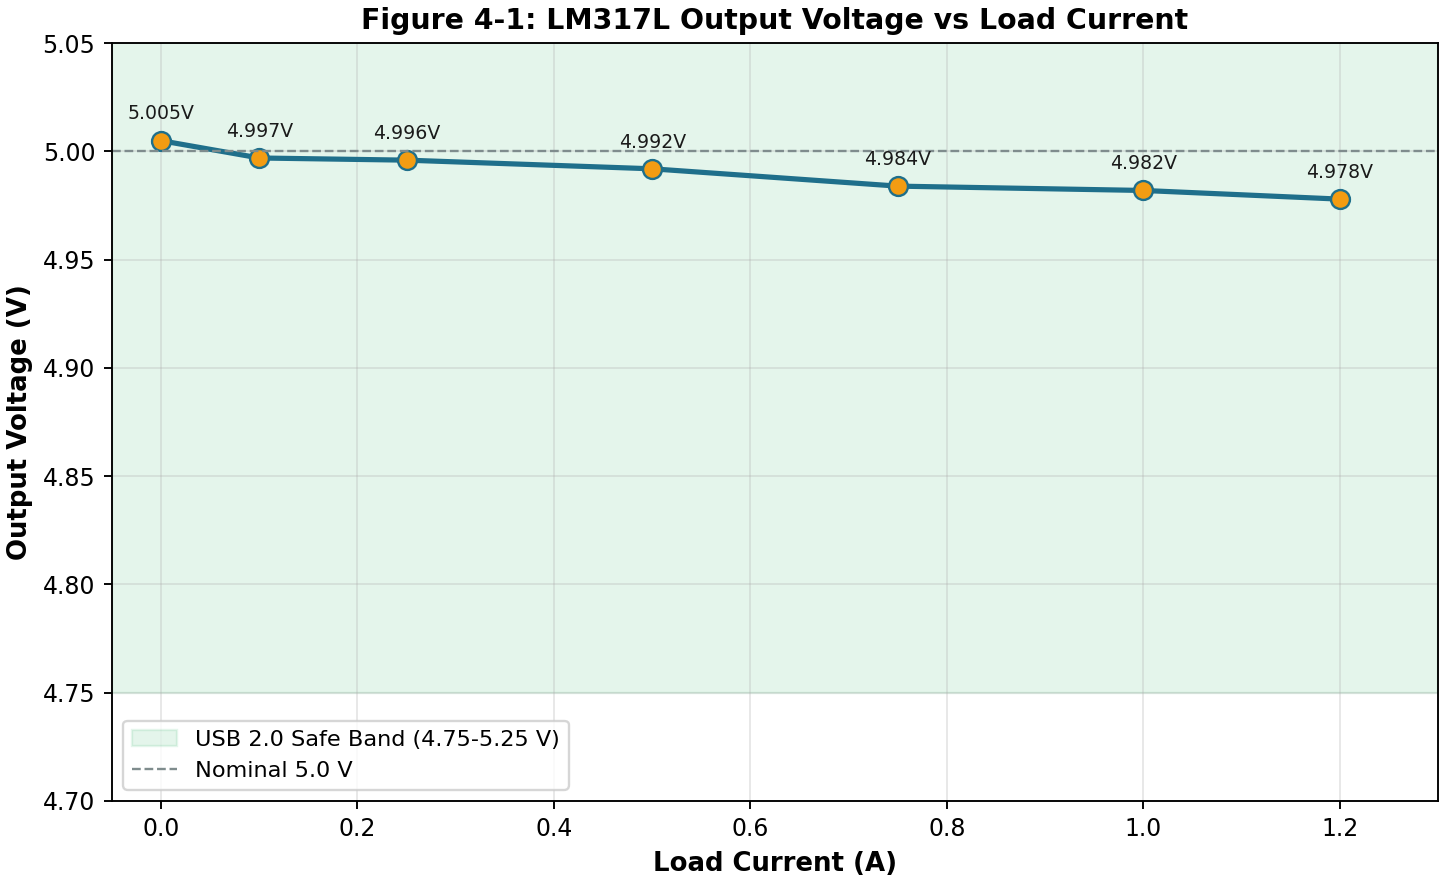 Figure 4-1: LM317L Output Voltage vs Load Current
Output Voltage (V)
5.05
5.00
4.95
4.90
4.85
4.80
4.75
4.70
5.005V
4.997V
4.996V
4.992V
4.984V
4.982V
4.978V
USB 2.0 Safe Band (4.75-5.25 V)
Nominal 5.0 V
0.0
0.2
0.4
0.6
0.8
1.0
1.2
Load Current (A)